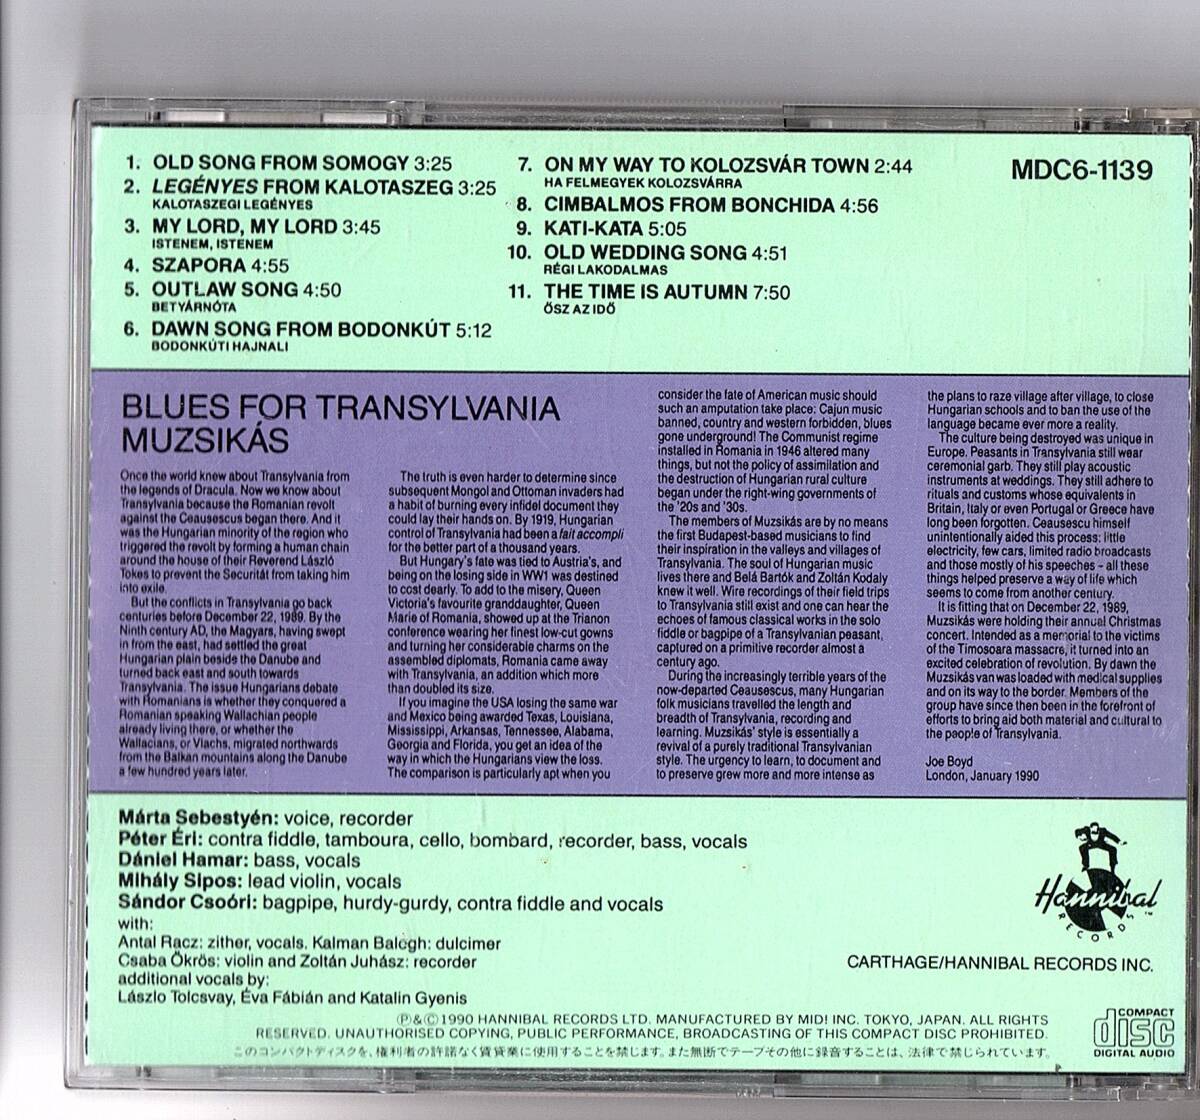 1. OLD SONG FROM SOMOGY 3:25
2. LEGÉNYES FROM KALOTASZEG 3:25
KALOTASZEGI LEGÉNYES
3. MY LORD, MY LORD 3:45
ISTENEM, ISTENEM
4. SZAPORA 4:55
5. OUTLAW SONG 4:50
BETYÁRNÓTA
6. DAWN SONG FROM BODONKÚT 5:12
BODONKÚTI HAJNALI
7. ON MY WAY TO KOLOZSVÁR TOWN 2:44
HA FELMEGYEK KOLOZSVÁRRA
8. CIMBALMOS FROM BONCHIDA 4:56
9. KATI-KATA 5:05
10. OLD WEDDING SONG 4:51
RÉGI LAKODALMAS
11. THE TIME IS AUTUMN 7:50
ŐSZ AZ IDŐ
MDC6-1139
BLUES FOR TRANSYLVANIA
MUZSIKÁS
Once the world knew about Transylvania from
the legends of Dracula. Now we know about
Transylvania because the Romanian revolt
against the Ceausescus began there. And it
was the Hungarian minority of the region who
triggered the revolt by forming a human chain
around the house of their Reverend László
Tokes to prevent the Securitát from taking him
into exile.
But the conflicts in Transylvania go back
centuries before December 22, 1989. By the
Ninth century AD, the Magyars, having swept
in from the east, had settled the great
Hungarian plain beside the Danube and
turned back east and south towards
Transylvania. The issue Hungarians debate
with Romanians is whether they conquered a
Romanian speaking Wallachian people
already living there, or whether the
Wallacians, or Vlachs, migrated northwards
from the Balkan mountains along the Danube
a few hundred years later.
The truth is even harder to determine since
subsequent Mongol and Ottoman invaders had
a habit of burning every infidel document they
could lay their hands on. By 1919, Hungarian
control of Transylvania had been a fait accompli
for the better part of a thousand years.
But Hungary's fate was tied to Austria's, and
being on the losing side in WW1 was destined
to cost dearly. To add to the misery, Queen
Victoria's favourite granddaughter, Queen
Marie of Romania, showed up at the Trianon
conference wearing her finest low-cut gowns
and turning her considerable charms on the
assembled diplomats, Romania came away
with Transylvania, an addition which more
than doubled its size.
If you imagine the USA losing the same war
and Mexico being awarded Texas, Louisiana,
Mississippi, Arkansas, Tennessee, Alabama,
Georgia and Florida, you get an idea of the
way in which the Hungarians view the loss.
The comparison is particularly apt when you
consider the fate of American music should
such an amputation take place: Cajun music
banned, country and western forbidden, blues
gone underground! The Communist regime
installed in Romania in 1946 altered many
things, but not the policy of assimilation and
the destruction of Hungarian rural culture
began under the right-wing governments of
the '20s and '30s.
The members of Muzsikás are by no means
the first Budapest-based musicians to find
their inspiration in the valleys and villages of
Transylvania. The soul of Hungarian music
lives there and Belá Bartók and Zoltán Kodaly
knew it well. Wire recordings of their field trips
to Transylvania still exist and one can hear the
echoes of famous classical works in the solo
fiddle or bagpipe of a Transylvanian peasant,
captured on a primitive recorder almost a
century ago.
During the increasingly terrible years of the
now-departed Ceausescus, many Hungarian
folk musicians travelled the length and
breadth of Transylvania, recording and
learning. Muzsikás' style is essentially a
revival of a purely traditional Transylvanian
style. The urgency to learn, to document and
to preserve grew more and more intense as
the plans to raze village after village, to close
Hungarian schools and to ban the use of the
language became ever more a reality.
The culture being destroyed was unique in
Europe. Peasants in Transylvania still wear
ceremonial garb. They still play acoustic
instruments at weddings. They still adhere to
rituals and customs whose equivalents in
Britain, Italy or even Portugal or Greece have
long been forgotten. Ceausescu himself
unintentionally aided this process: little
electricity, few cars, limited radio broadcasts
and those mostly of his speeches - all these
things helped preserve a way of life which
seems to come from another century.
It is fitting that on December 22, 1989,
Muzsikás were holding their annual Christmas
concert. Intended as a memorial to the victims
of the Timosoara massacre, it turned into an
excited celebration of revolution. By dawn the
Muzsikás van was loaded with medical supplies
and on its way to the border. Members of the
group have since then been in the forefront of
efforts to bring aid both material and cultural to
the people of Transylvania.
Joe Boyd
London, January 1990
Márta Sebestyén: voice, recorder
Péter Éri: contra fiddle, tamboura, cello, bombard, recorder, bass, vocals
Dániel Hamar: bass, vocals
Mihály Sipos: lead violin, vocals
Sándor Csoóri: bagpipe, hurdy-gurdy, contra fiddle and vocals
with:
Antal Racz: zither, vocals. Kalman Balogh: dulcimer
Csaba Ökrös: violin and Zoltán Juhász: recorder
additional vocals by:
Lászlo Tolcsvay, Éva Fábián and Katalin Gyenis
Hannibal
RECORDS
™
CARTHAGE/HANNIBAL RECORDS INC.
Ⓟ&Ⓒ1990 HANNIBAL RECORDS LTD. MANUFACTURED BY MIDI INC. TOKYO, JAPAN. ALL RIGHTS
RESERVED. UNAUTHORISED COPYING, PUBLIC PERFORMANCE, BROADCASTING OF THIS COMPACT DISC PROHIBITED.
このコンパクトディスクを、権利者の許諾なく賃貸業に使用することを禁じます。また無断でテープその他に録音することは、法律で禁じられています。
COMPACT
disc
DIGITAL AUDIO